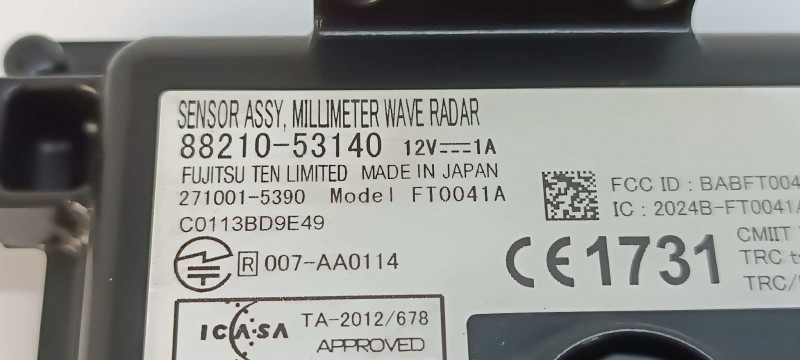 SENSOR ASSY, MILLIMETER WAVE RADAR
88210-53140 12V⎓1A
FUJITSU TEN LIMITED MADE IN JAPAN
271001-5390 Model FT0041A
C0113BD9E49
R 007-AA0114
FCC ID : BABFT004
IC : 2024B-FT0041A
CE1731
CMIIT
TRC
TRC/
ICASA TA-2012/678
APPROVED